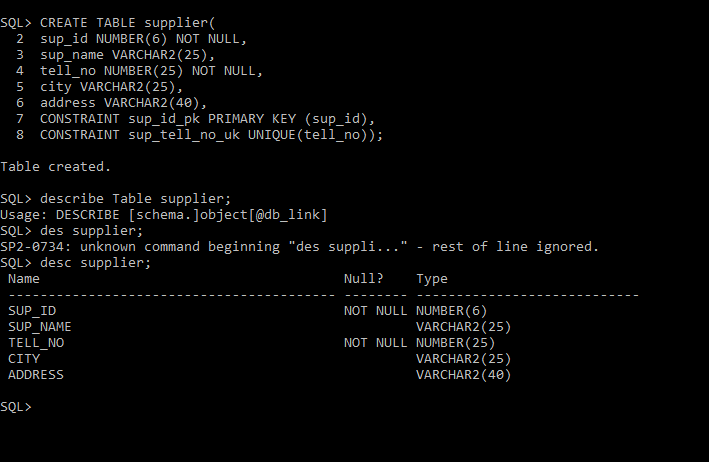 SQL> CREATE TABLE supplier(
  2  sup_id NUMBER(6) NOT NULL,
  3  sup_name VARCHAR2(25),
  4  tell_no NUMBER(25) NOT NULL,
  5  city VARCHAR2(25),
  6  address VARCHAR2(40),
  7  CONSTRAINT sup_id_pk PRIMARY KEY (sup_id),
  8  CONSTRAINT sup_tell_no_uk UNIQUE(tell_no));

Table created.

SQL> describe Table supplier;
Usage: DESCRIBE [schema.]object[@db_link]
SQL> des supplier;
SP2-0734: unknown command beginning "des suppli..." - rest of line ignored.
SQL> desc supplier;
 Name                                      Null?    Type
 ----------------------------------------- -------- ----------------------------
 SUP_ID                                    NOT NULL NUMBER(6)
 SUP_NAME                                           VARCHAR2(25)
 TELL_NO                                   NOT NULL NUMBER(25)
 CITY                                               VARCHAR2(25)
 ADDRESS                                            VARCHAR2(40)

SQL>